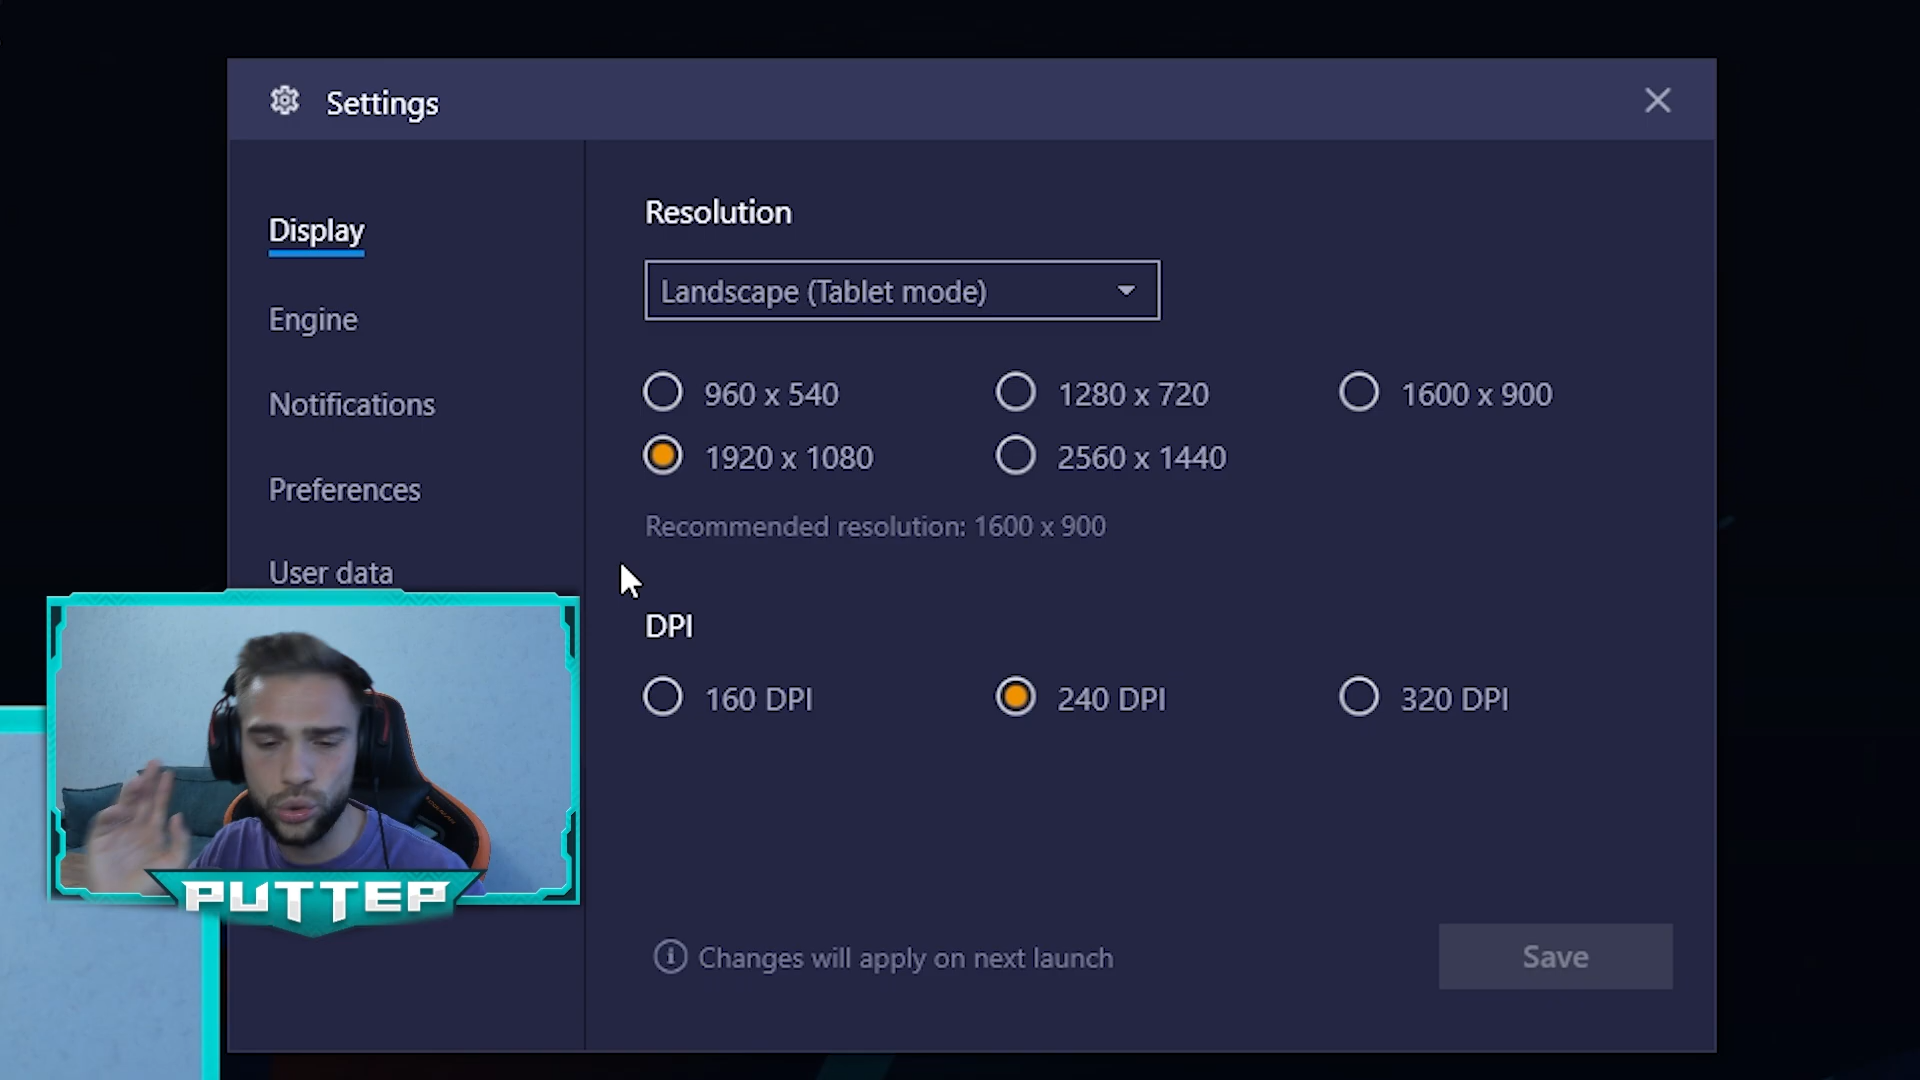 Settings
Display
Engine
Notifications
Preferences
User data
Resolution
Landscape (Tablet mode)
960 x 540
1280 x 720
1600 x 900
1920 x 1080
2560 x 1440
Recommended resolution: 1600 x 900
DPI
160 DPI
240 DPI
320 DPI
Changes will apply on next launch
Save
PUTTEP